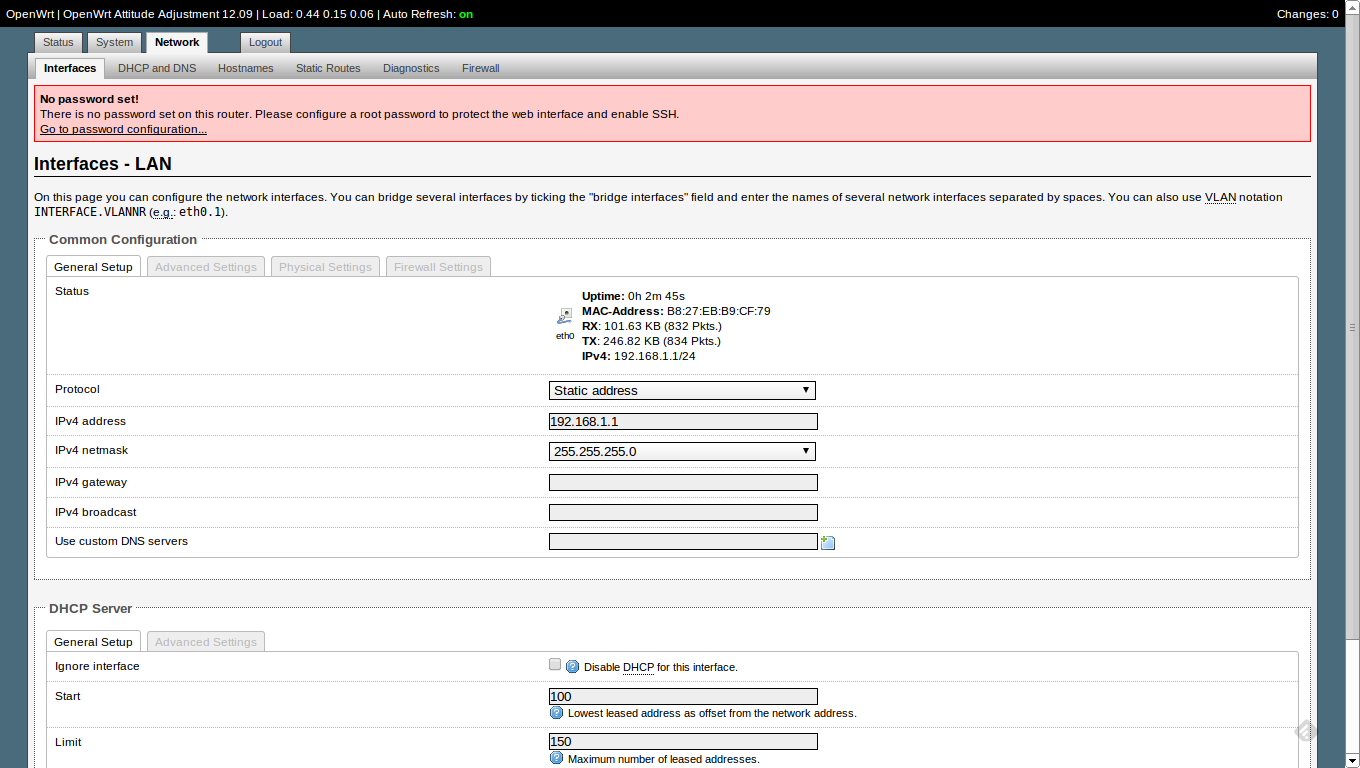 OpenWrt | OpenWrt Attitude Adjustment 12.09 | Load: 0.44 0.15 0.06 | Auto Refresh: on Changes: 0
Status System Network Logout
Interfaces DHCP and DNS Hostnames Static Routes Diagnostics Firewall
No password set!
There is no password set on this router. Please configure a root password to protect the web interface and enable SSH.
Go to password configuration...
Interfaces - LAN
On this page you can configure the network interfaces. You can bridge several interfaces by ticking the "bridge interfaces" field and enter the names of several network interfaces separated by spaces. You can also use VLAN notation
INTERFACE.VLANNR (e.g.: eth0.1).
Common Configuration
General Setup Advanced Settings Physical Settings Firewall Settings
Status
eth0
Uptime: 0h 2m 45s
MAC-Address: B8:27:EB:B9:CF:79
RX: 101.63 KB (832 Pkts.)
TX: 246.82 KB (834 Pkts.)
IPv4: 192.168.1.1/24
Protocol Static address
IPv4 address 192.168.1.1
IPv4 netmask 255.255.255.0
IPv4 gateway
IPv4 broadcast
Use custom DNS servers
DHCP Server
General Setup Advanced Settings
Ignore interface Disable DHCP for this interface.
Start 100
Lowest leased address as offset from the network address.
Limit 150
Maximum number of leased addresses.